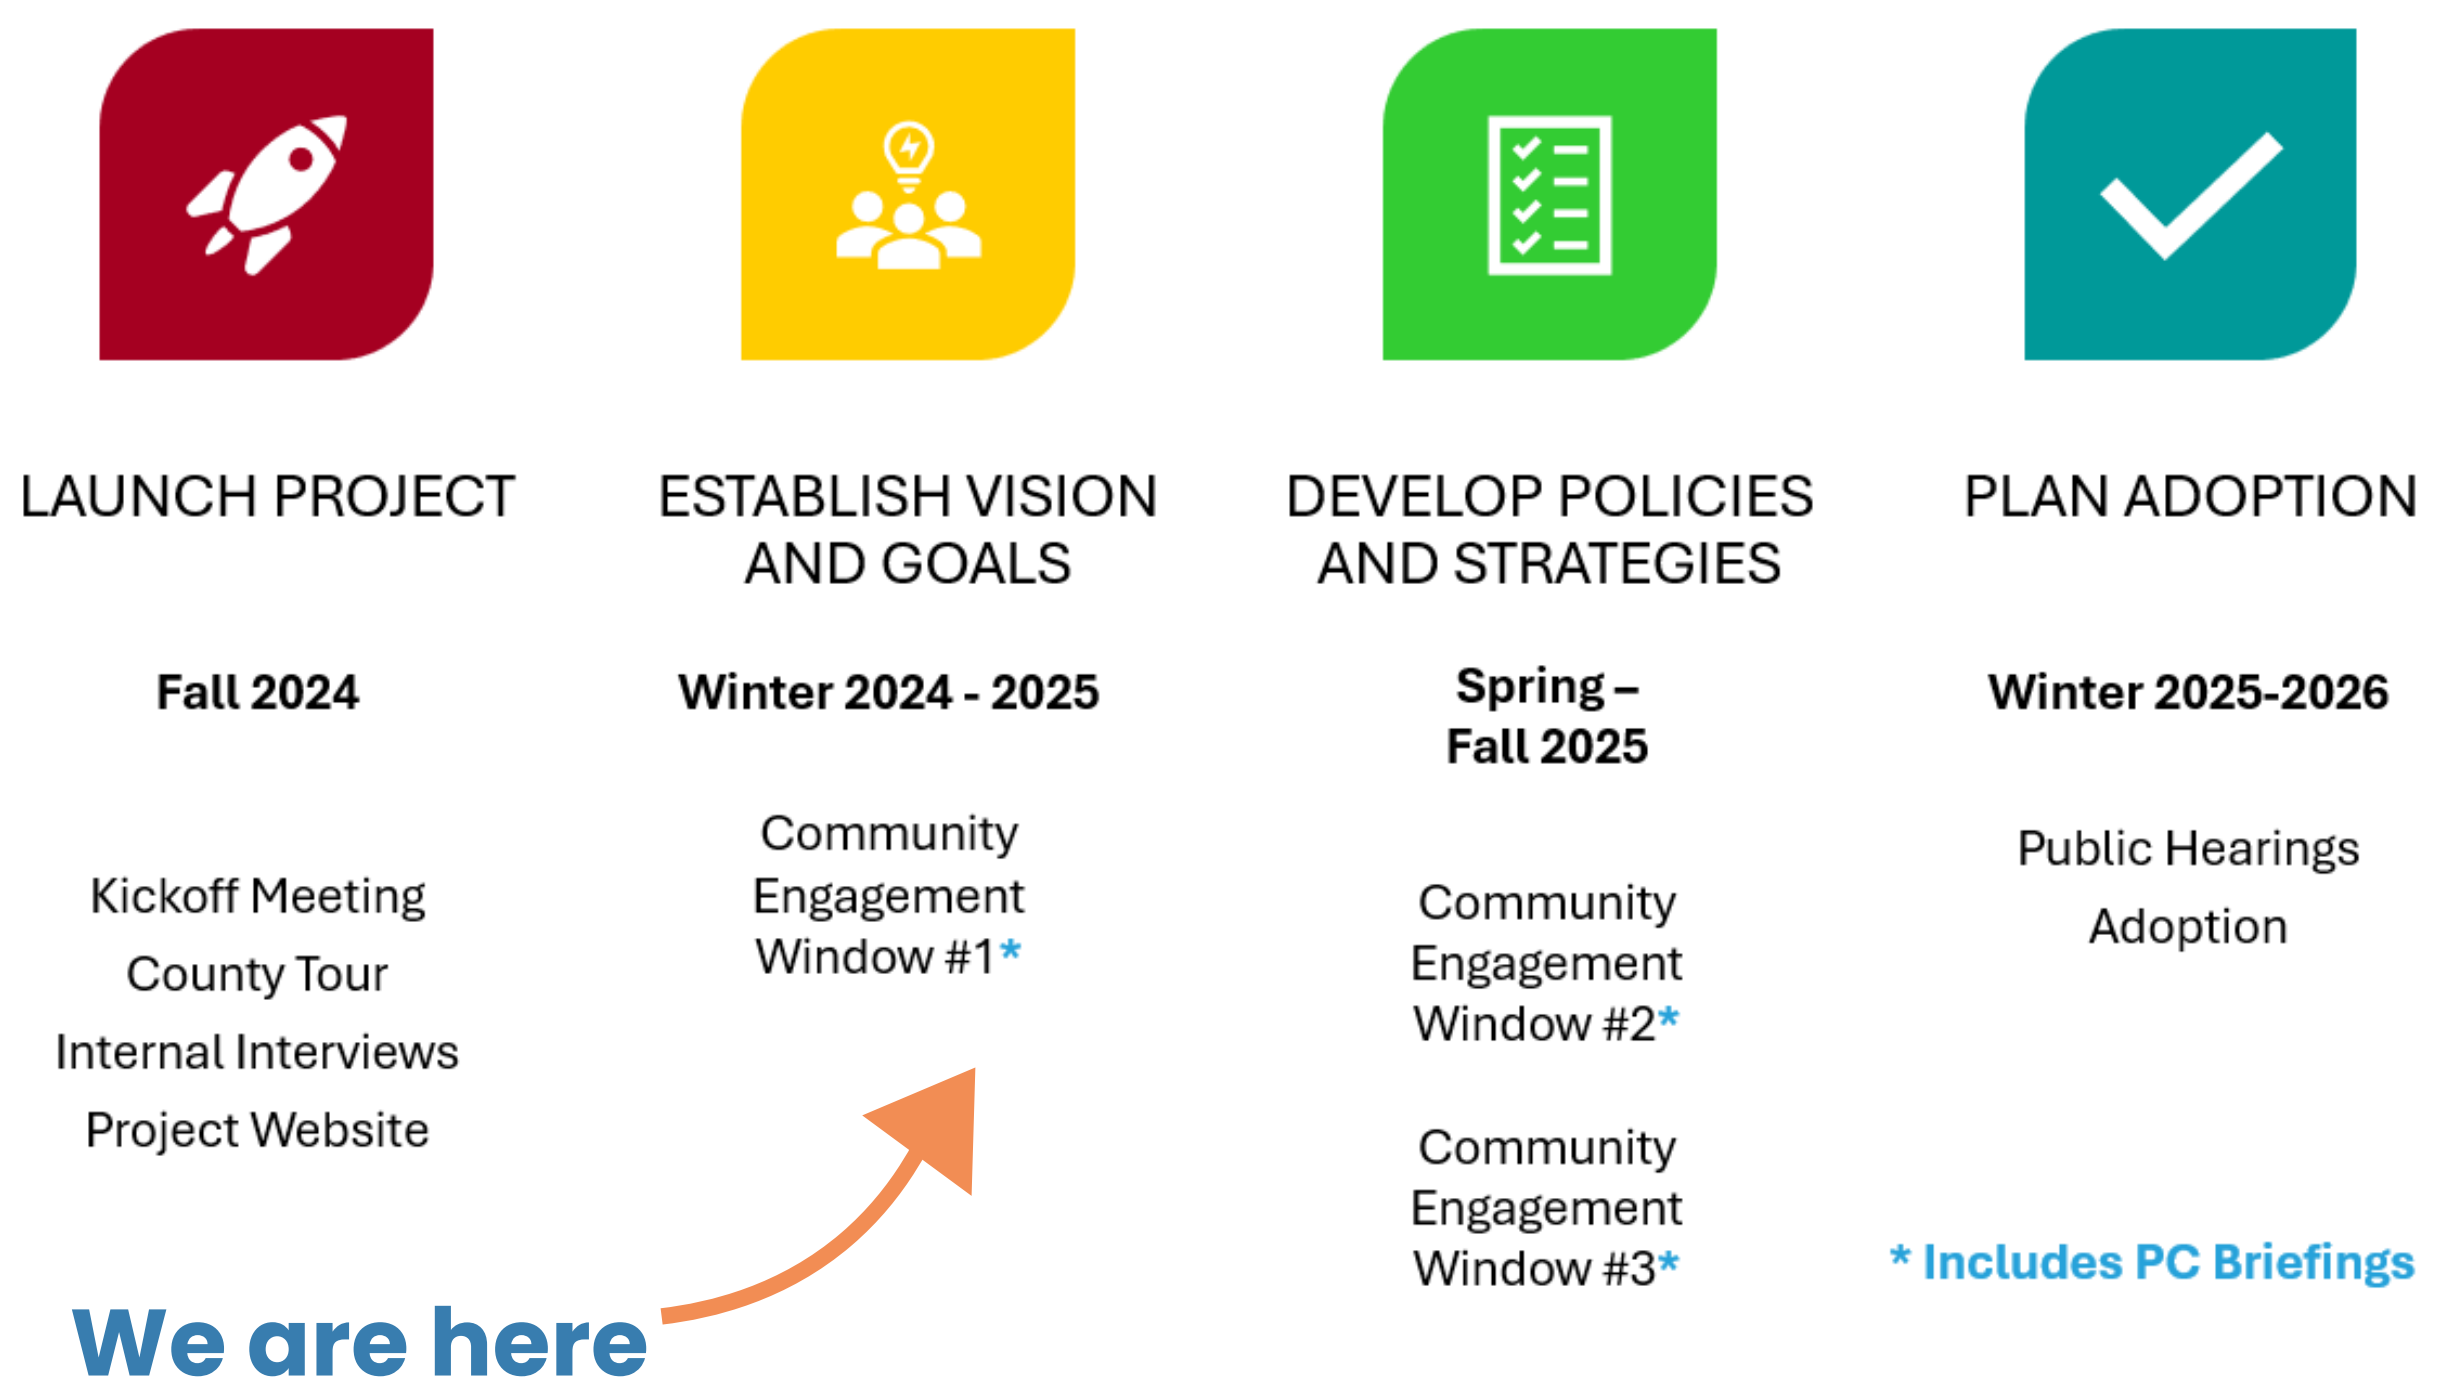 LAUNCH PROJECT
Fall 2024
Kickoff Meeting
County Tour
Internal Interviews
Project Website
ESTABLISH VISION
AND GOALS
Winter 2024 - 2025
Community
Engagement
Window #1*
DEVELOP POLICIES
AND STRATEGIES
Spring –
Fall 2025
Community
Engagement
Window #2*
Community
Engagement
Window #3*
PLAN ADOPTION
Winter 2025-2026
Public Hearings
Adoption
* Includes PC Briefings
We are here